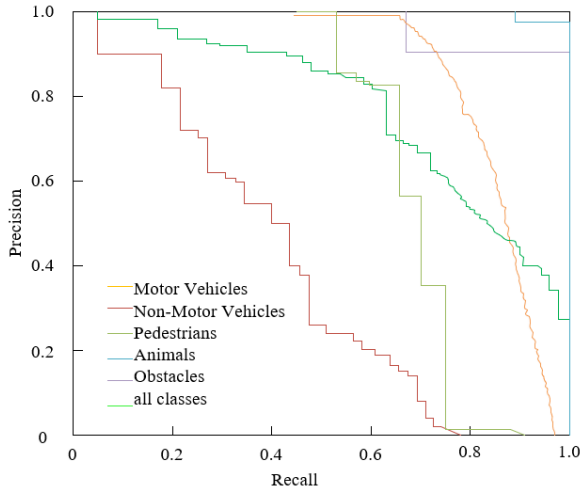 1.0
0.8
0.6
0.4
0.2
0
Precision
Motor Vehicles
Non-Motor Vehicles
Pedestrians
Animals
Obstacles
all classes
0 0.2 0.4 0.6 0.8 1.0
Recall